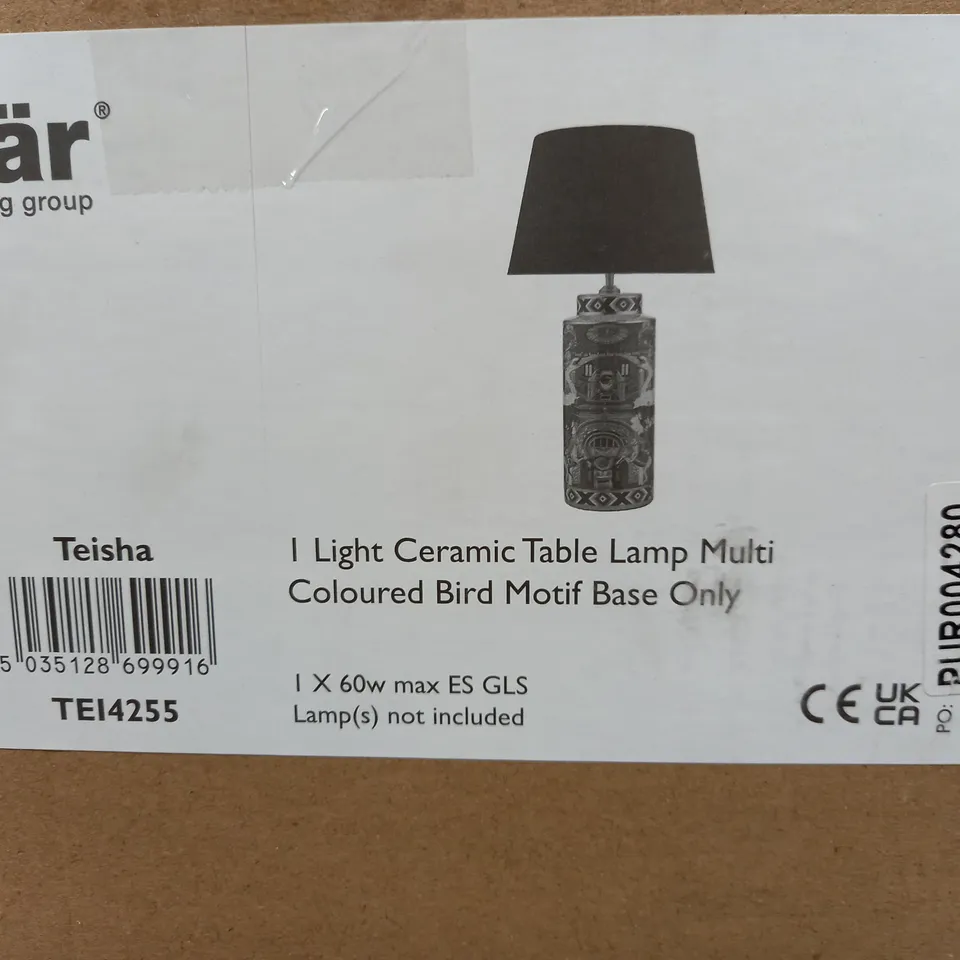 är®
g group
Teisha
1 Light Ceramic Table Lamp Multi
Coloured Bird Motif Base Only
5 035128 699916
TEI4255
1 X 60w max ES GLS
Lamp(s) not included
CE UK
CA
PO:
PUR004280